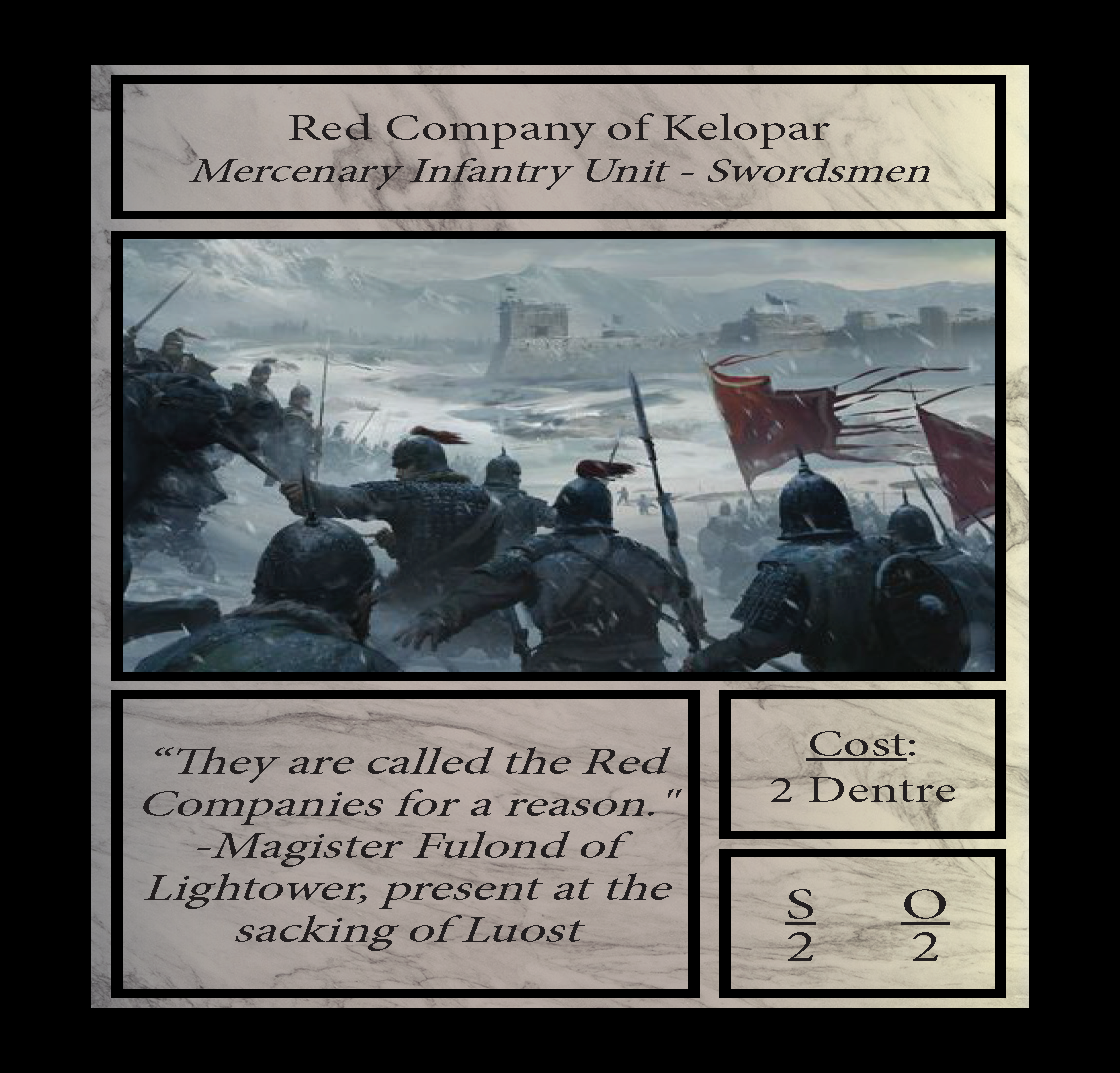 Red Company of Kelopar
Mercenary Infantry Unit - Swordsmen
“They are called the Red
Companies for a reason."
-Magister Fulond of
Lightower, present at the
sacking of Luost
Cost:
2 Dentre
S O
2 2